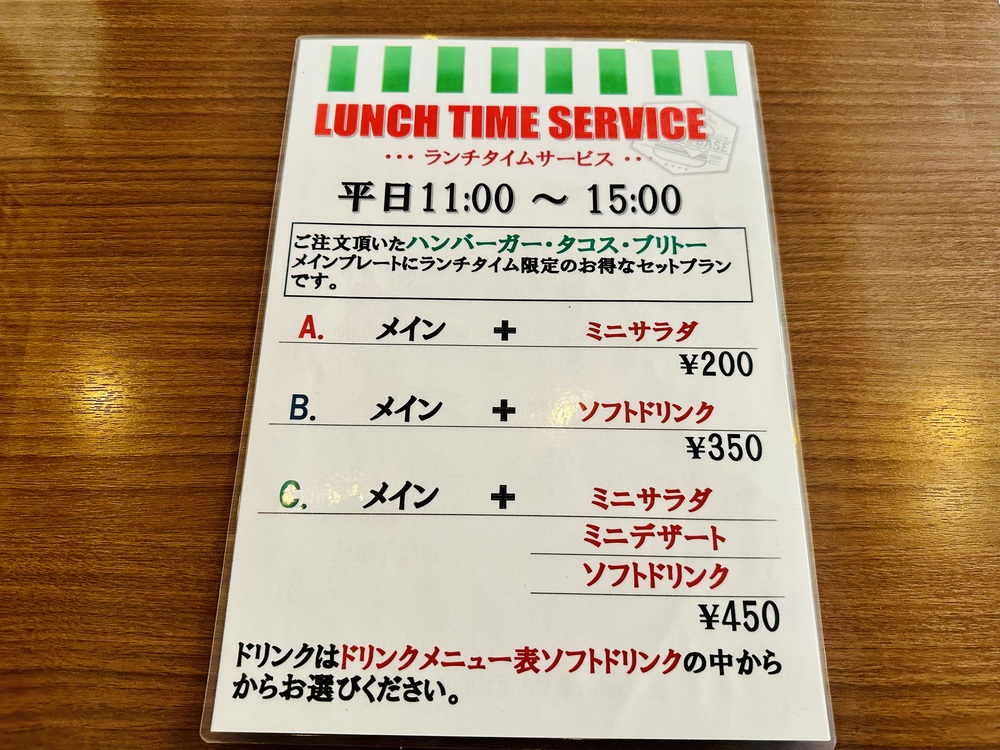 LUNCH TIME SERVICE
BASE
・・・ ランチタイムサービス ・・・
平日11:00 ～ 15:00
ご注文頂いたハンバーガー・タコス・ブリトー
メインプレートにランチタイム限定のお得なセットプラン
です。
A. メイン + ミニサラダ
¥200
B. メイン + ソフトドリンク
¥350
C. メイン + ミニサラダ
ミニデザート
ソフトドリンク
¥450
ドリンクはドリンクメニュー表ソフトドリンクの中から
からお選びください。